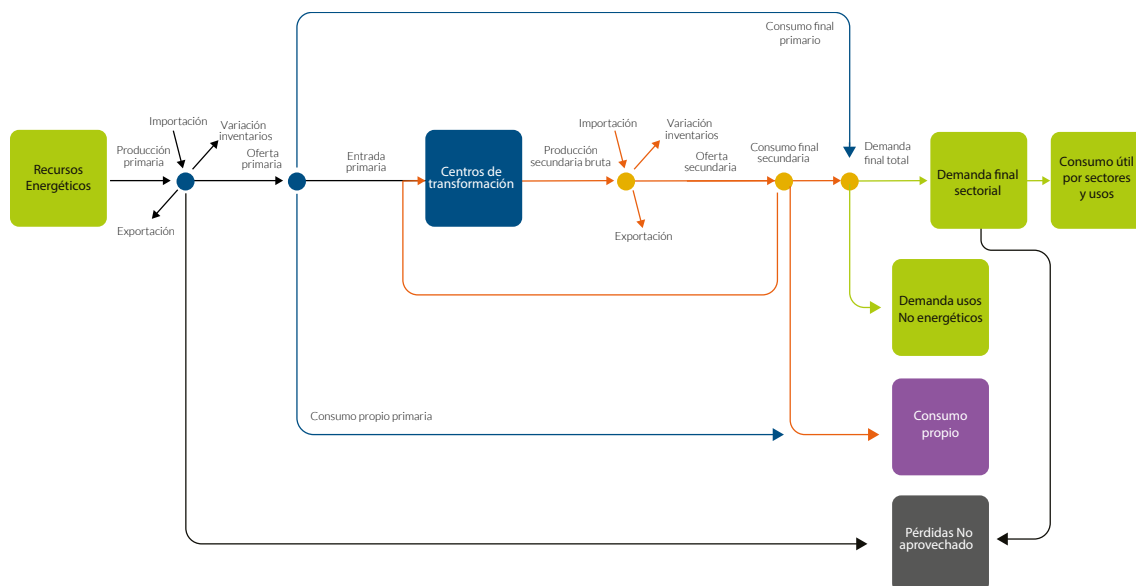 Consumo final
primario
Importación
Variación
inventarios
Producción
primaria
Oferta
primaria
Entrada
primaria
Recursos
Energéticos
Exportación
Centros de
transformación
Importación
Variación
inventarios
Producción
secundaria bruta
Oferta
secundaria
Exportación
Consumo final
secundaria
Demanda
final total
Demanda final
sectorial
Consumo útil
por sectores
y usos
Demanda usos
No energéticos
Consumo propio primaria
Consumo
propio
Pérdidas No
aprovechado